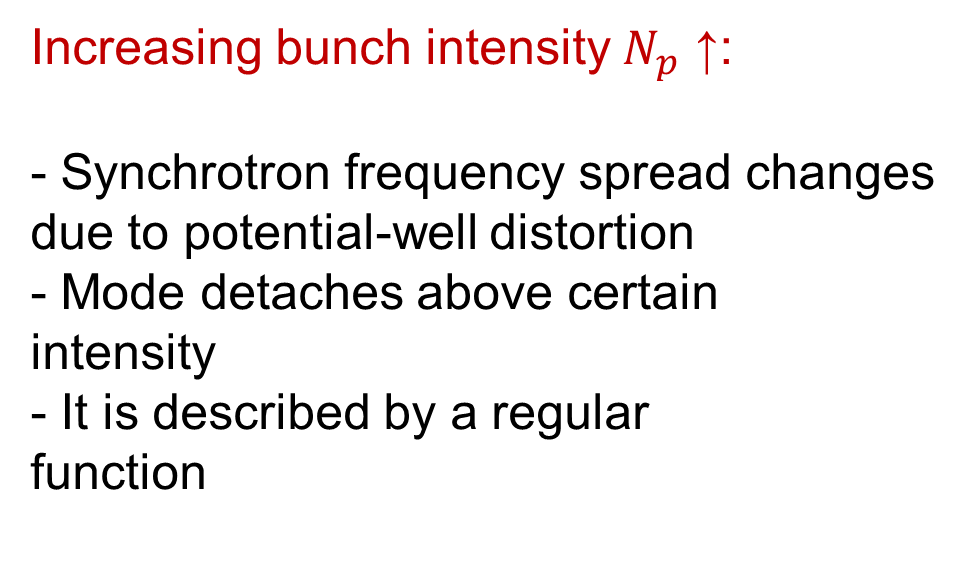 Increasing bunch intensity 𝑁𝑝 ↑:
- Synchrotron frequency spread changes
due to potential-well distortion
- Mode detaches above certain
intensity
- It is described by a regular
function